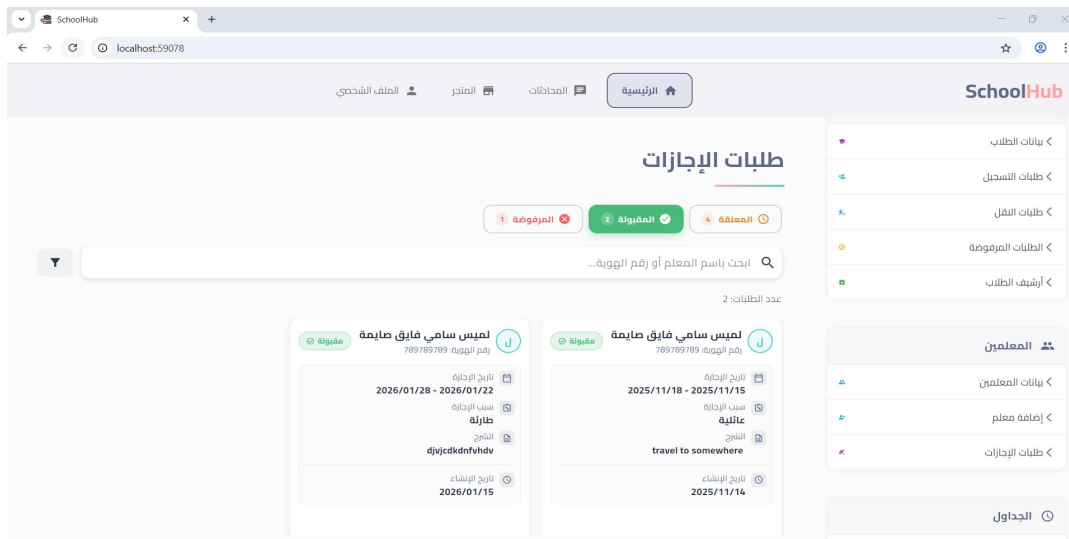 SchoolHub
localhost:59078
SchoolHub
الرئيسية
المحادثات
المتجر
الملف الشخصي
بيانات الطلاب
طلبات التسجيل
طلبات النقل
الطلبات المرفوضة
أرشيف الطلاب
المعلمين
بيانات المعلمين
إضافة معلم
طلبات الإجازات
الجداول
طلبات الإجازات
المعلقة 4
المقبولة 2
المرفوضة 1
ابحث باسم المعلم أو رقم الهوية...
عدد الطلبات: 2
ل
لميس سامي فايق صايمة
مقبولة
رقم الهوية: 789789789
تاريخ الإجازة
2025/11/18 - 2025/11/15
سبب الإجازة
عائلية
الشرح
travel to somewhere
تاريخ الإنشاء
2025/11/14
ل
لميس سامي فايق صايمة
مقبولة
رقم الهوية: 789789789
تاريخ الإجازة
2026/01/28 - 2026/01/22
سبب الإجازة
طارئة
الشرح
djvjcdkdnfvhdv
تاريخ الإنشاء
2026/01/15